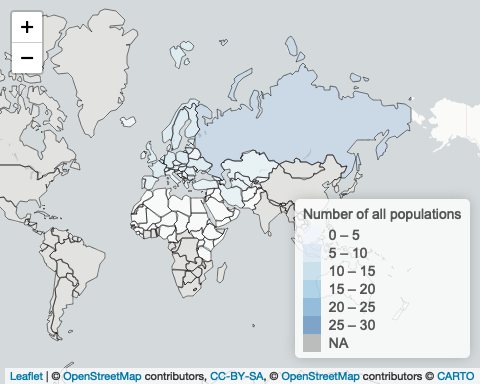 +
−
Number of all populations
0 – 5
5 – 10
10 – 15
15 – 20
20 – 25
25 – 30
NA
Leaflet | © OpenStreetMap contributors, CC-BY-SA, © OpenStreetMap contributors © CARTO